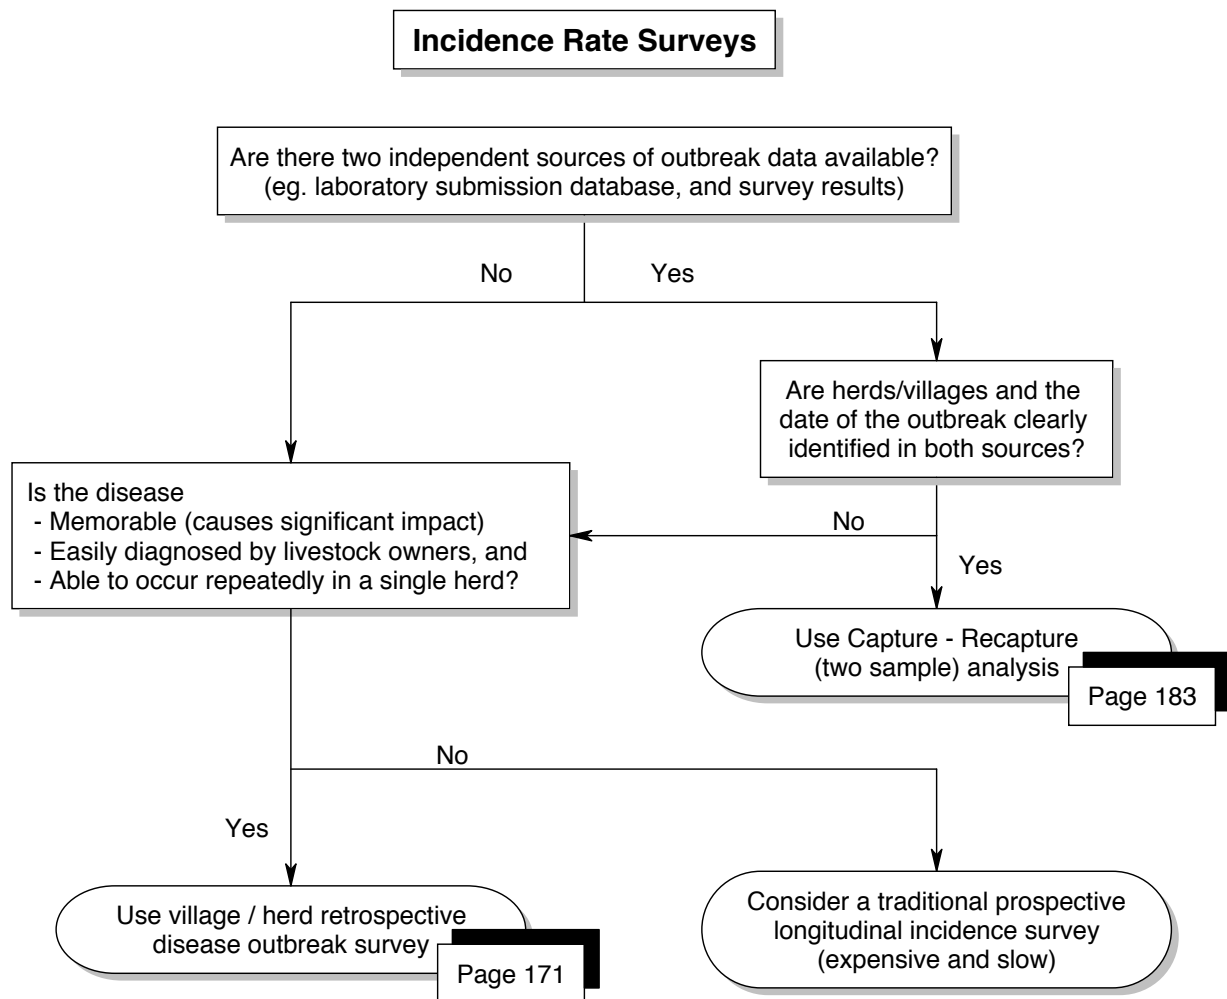 Incidence Rate Surveys
Are there two independent sources of outbreak data available?
(eg. laboratory submission database, and survey results)
No
Yes
Are herds/villages and the
date of the outbreak clearly
identified in both sources?
Is the disease
- Memorable (causes significant impact)
- Easily diagnosed by livestock owners, and
- Able to occur repeatedly in a single herd?
No
Yes
Use Capture - Recapture
(two sample) analysis
Page 183
No
Yes
Use village / herd retrospective
disease outbreak survey
Page 171
Consider a traditional prospective
longitudinal incidence survey
(expensive and slow)